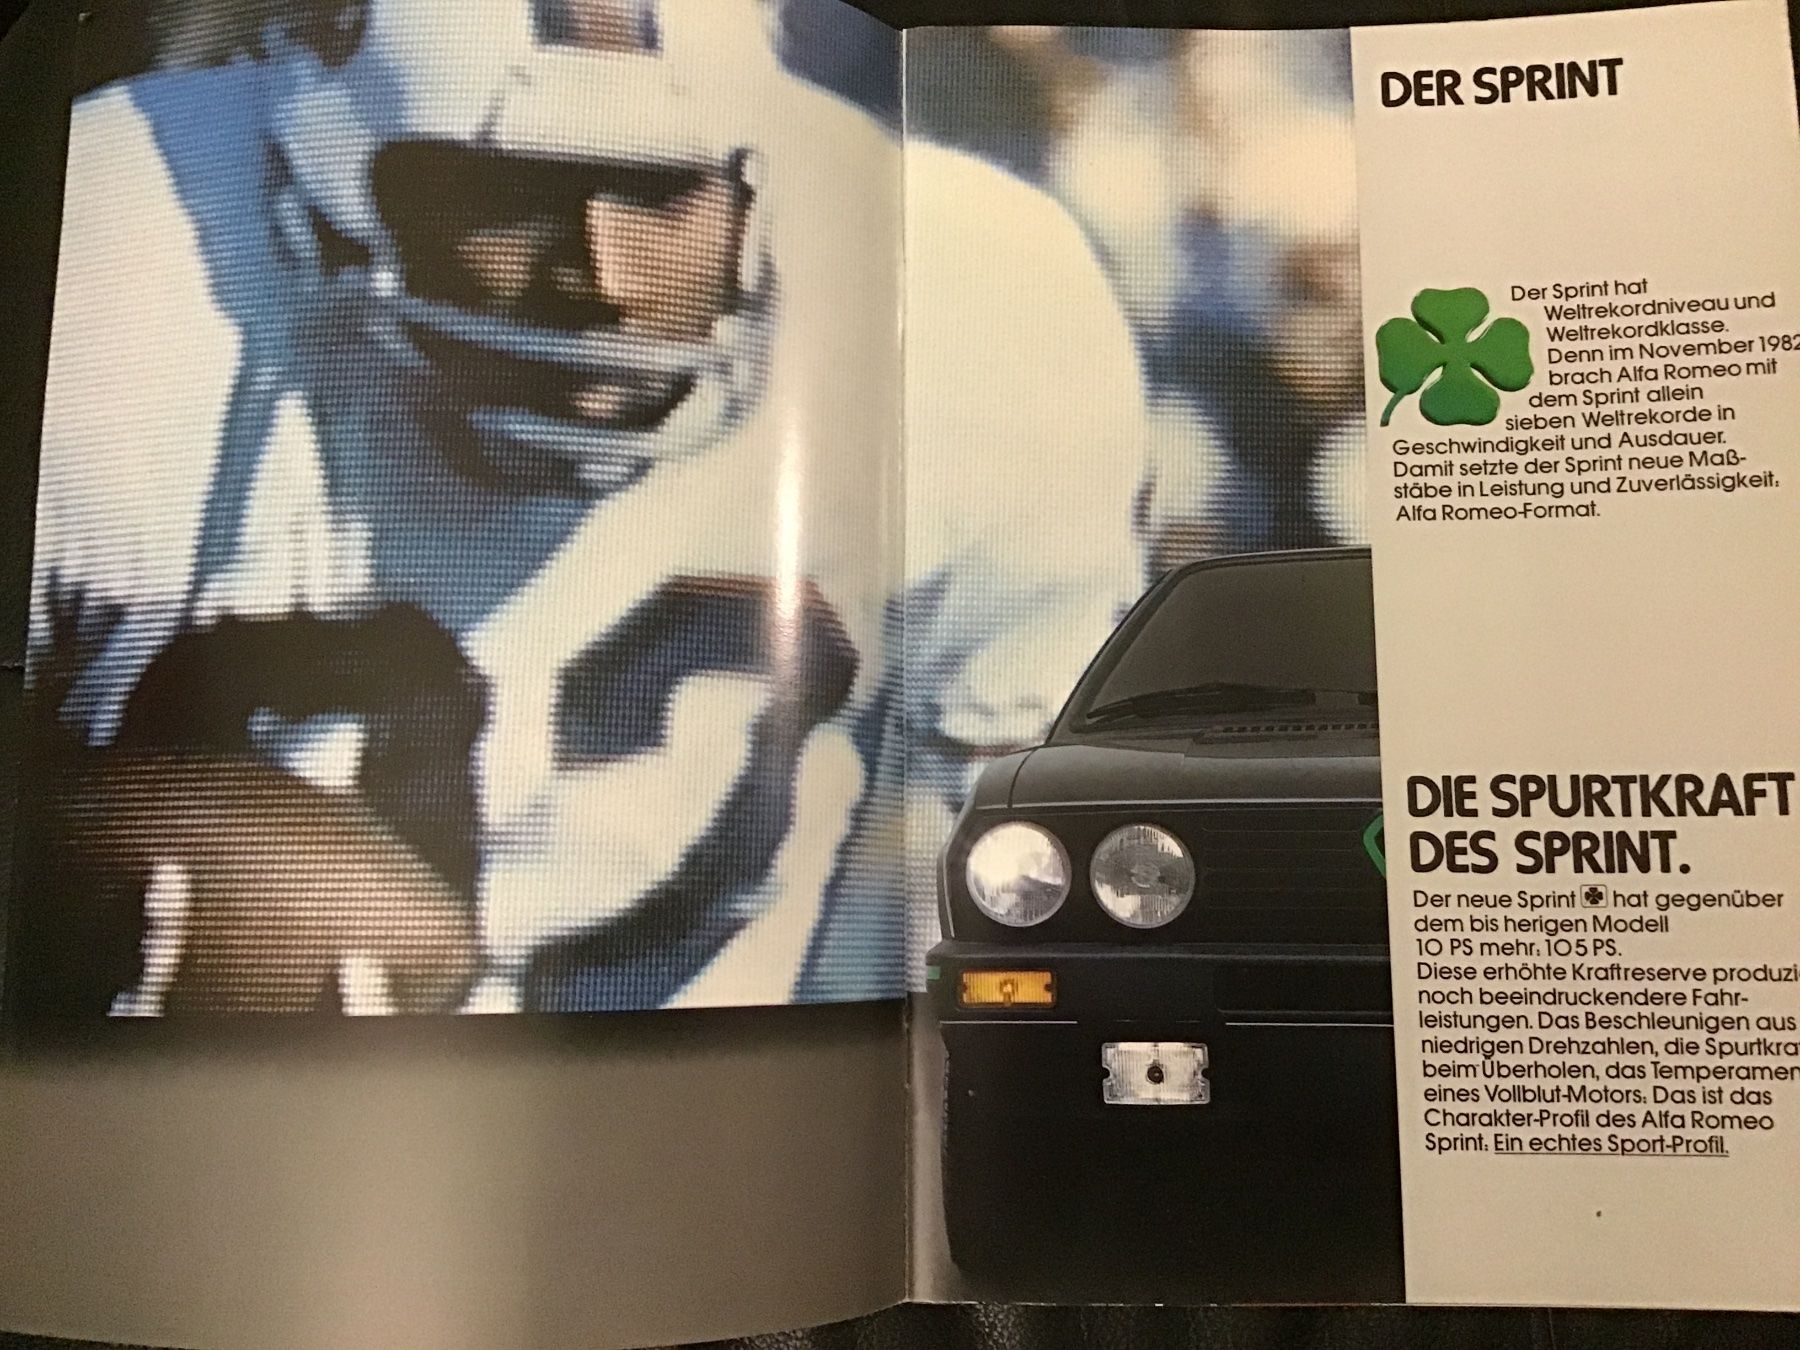 DER SPRINT
Der Sprint hat
Weltrekordniveau und
Weltrekordklasse.
Denn im November 1982
brach Alfa Romeo mit
dem Sprint allein
sieben Weltrekorde in
Geschwindigkeit und Ausdauer.
Damit setzte der Sprint neue Maß-
stäbe in Leistung und Zuverlässigkeit:
Alfa Romeo-Format.
DIE SPURTKRAFT
DES SPRINT.
Der neue Sprint hat gegenüber
dem bis herigen Modell
10 PS mehr: 105 PS.
Diese erhöhte Kraftreserve produzi
noch beeindruckendere Fahr-
leistungen. Das Beschleunigen aus
niedrigen Drehzahlen, die Spurtkra
beim Überholen, das Temperamen
eines Vollblut-Motors: Das ist das
Charakter-Profil des Alfa Romeo
Sprint: Ein echtes Sport-Profil.